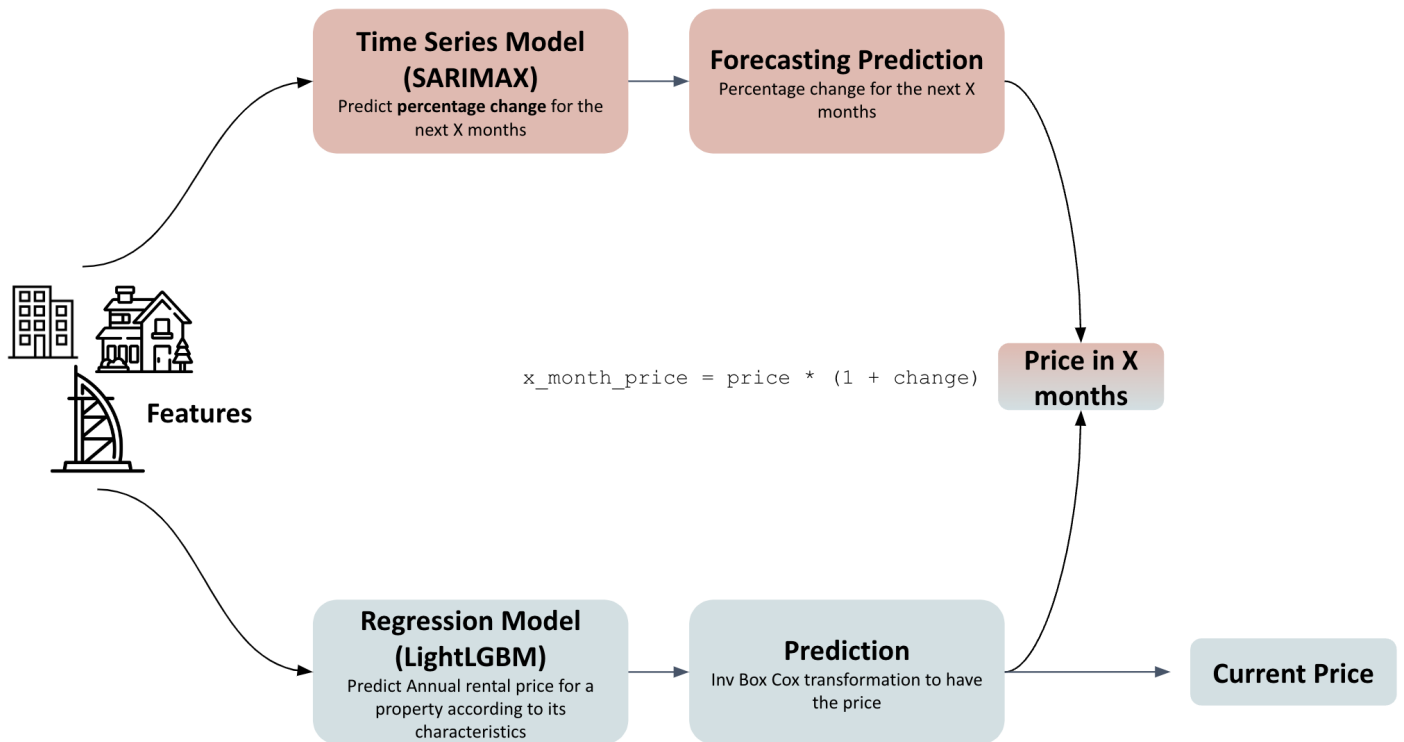 Time Series Model
(SARIMAX)
Predict percentage change for the
next X months
Forecasting Prediction
Percentage change for the next X
months
Features
x_month_price = price * (1 + change)
Price in X
months
Regression Model
(LightLGBM)
Predict Annual rental price for a
property according to its
characteristics
Prediction
Inv Box Cox transformation to have
the price
Current Price